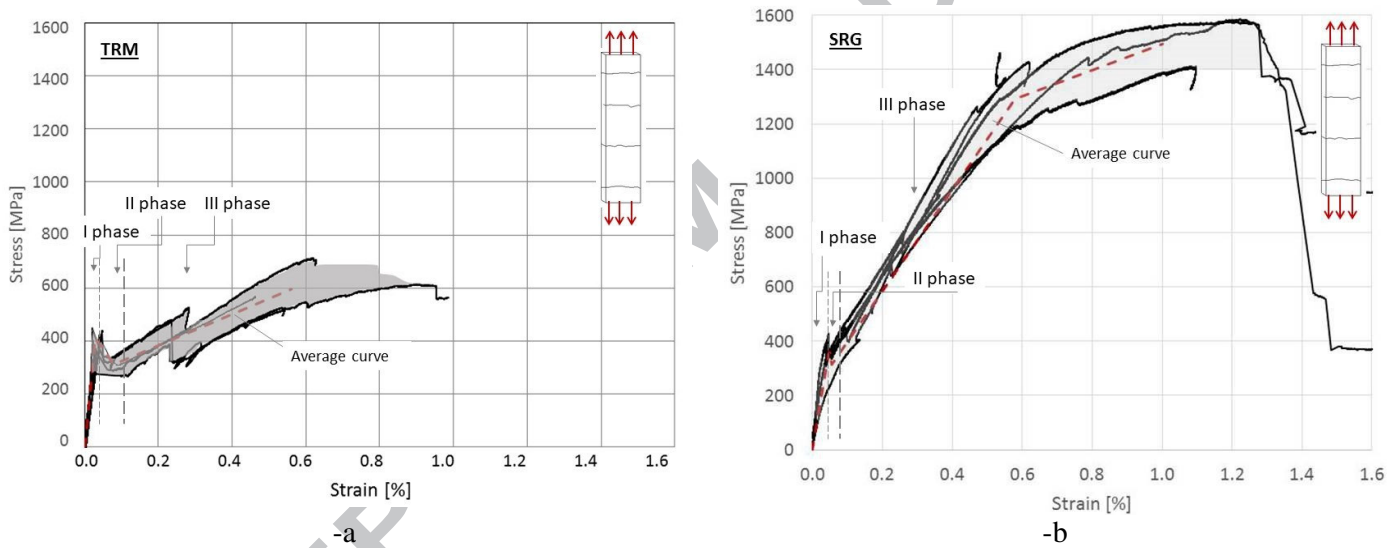 TRM
1600
1400
1200
1000
800
600
400
200
0
Stress [MPa]
I phase
II phase
III phase
Average curve
0.0 0.2 0.4 0.6 0.8 1.0 1.2 1.4 1.6
Strain [%]
-a
SRG
1600
1400
1200
1000
800
600
400
200
0
Stress [MPa]
III phase
Average curve
I phase
II phase
0.0 0.2 0.4 0.6 0.8 1.0 1.2 1.4 1.6
Strain [%]
-b